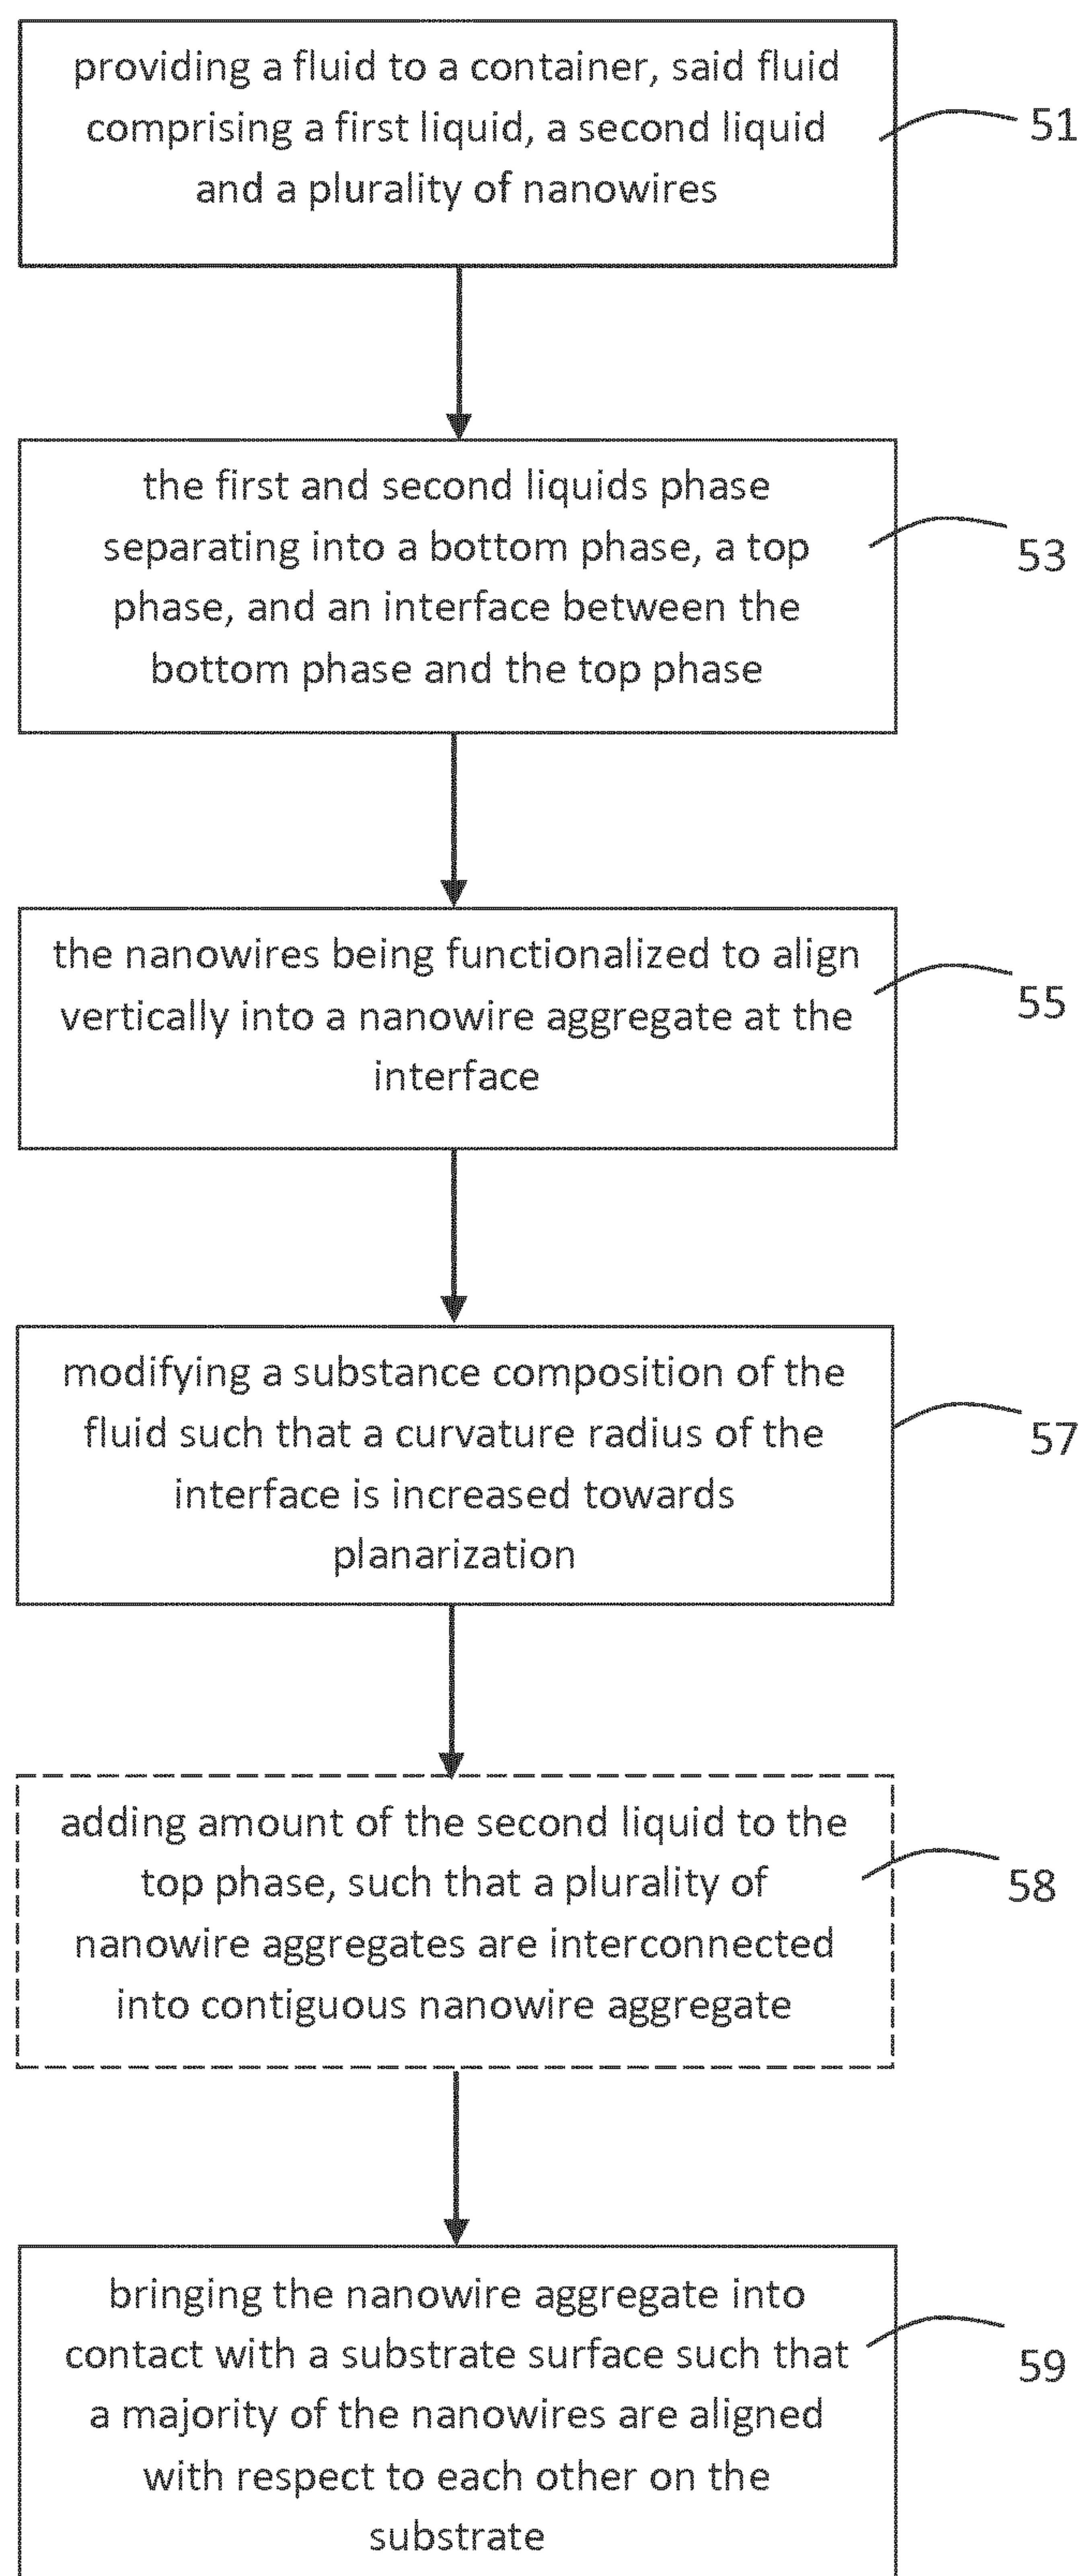 providing a fluid to a container, said fluid
comprising a first liquid, a second liquid
and a plurality of nanowires
51
the first and second liquids phase
separating into a bottom phase, a top
phase, and an interface between the
bottom phase and the top phase
53
the nanowires being functionalized to align
vertically into a nanowire aggregate at the
interface
55
modifying a substance composition of the
fluid such that a curvature radius of the
interface is increased towards
planarization
57
adding amount of the second liquid to the
top phase, such that a plurality of
nanowire aggregates are interconnected
into contiguous nanowire aggregate
58
bringing the nanowire aggregate into
contact with a substrate surface such that
a majority of the nanowires are aligned
with respect to each other on the
substrate
59